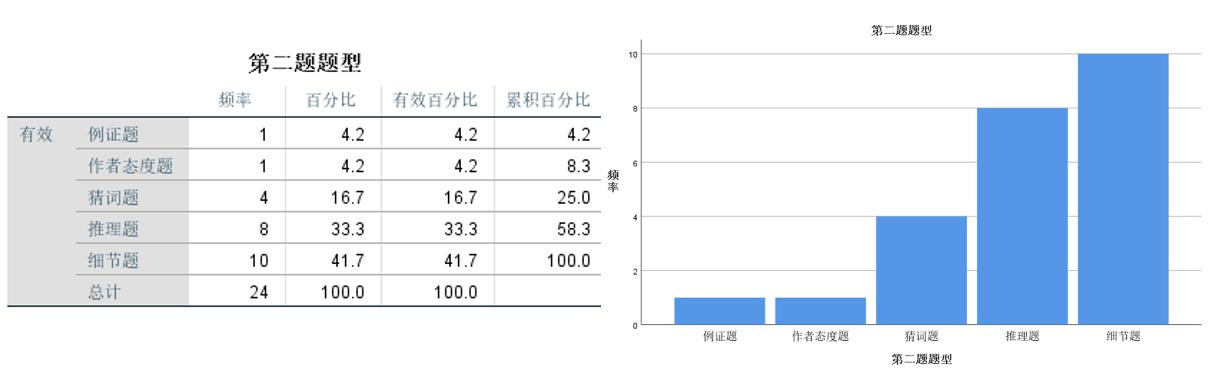 第二题题型
频率 百分比 有效百分比 累积百分比
有效 例证题 1 4.2 4.2 4.2
作者态度题 1 4.2 4.2 8.3
猜词题 4 16.7 16.7 25.0
推理题 8 33.3 33.3 58.3
细节题 10 41.7 41.7 100.0
总计 24 100.0 100.0
第二题题型
频率
10
8
6
4
2
0
例证题 作者态度题 猜词题 推理题 细节题
第二题题型